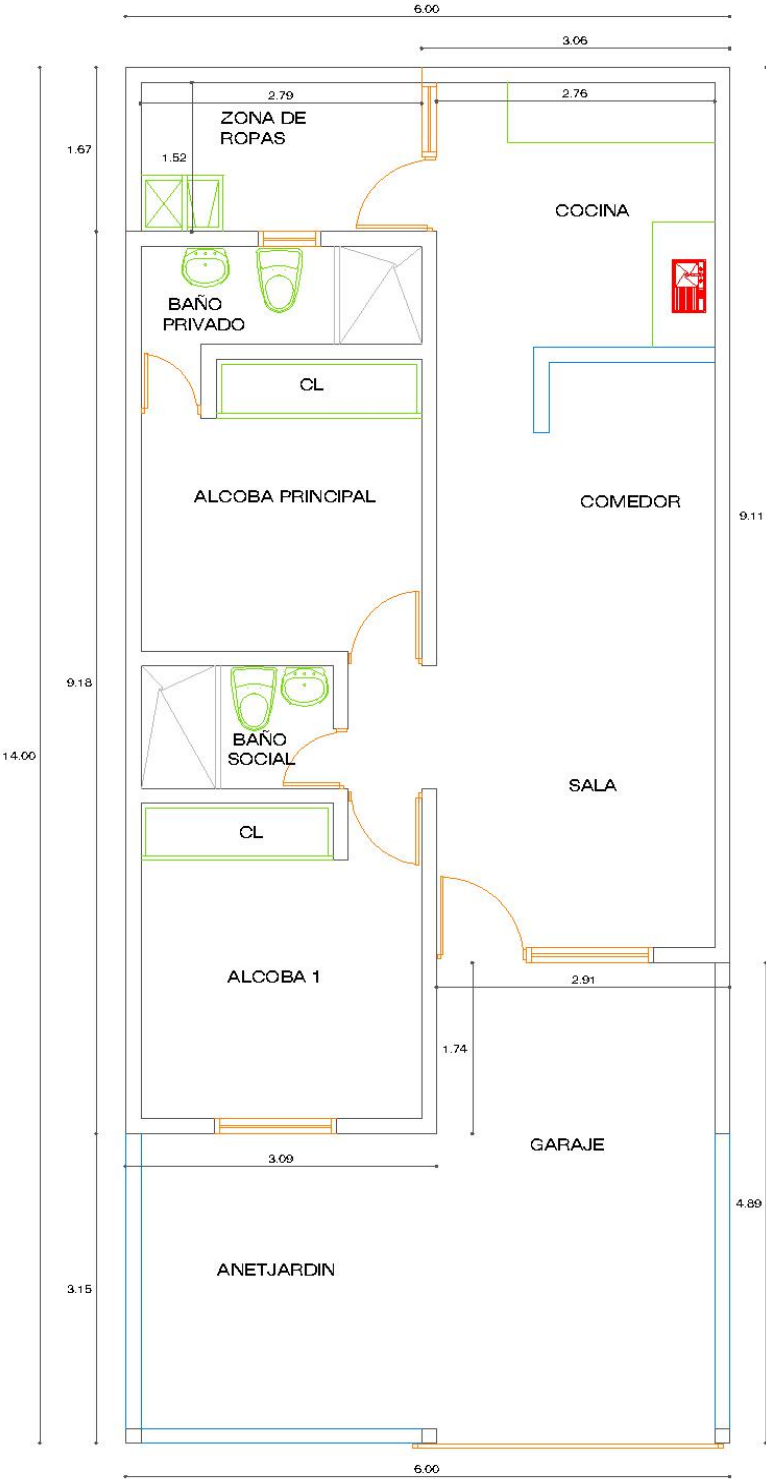 6.00
3.06
2.79
2.76
ZONA DE
ROPAS
1.67
1.52
COCINA
BAÑO
PRIVADO
CL
ALCOBA PRINCIPAL
COMEDOR
9.11
9.18
14.00
BAÑO
SOCIAL
SALA
CL
ALCOBA 1
2.91
1.74
GARAJE
3.09
4.89
ANETJARDIN
3.15
6.00